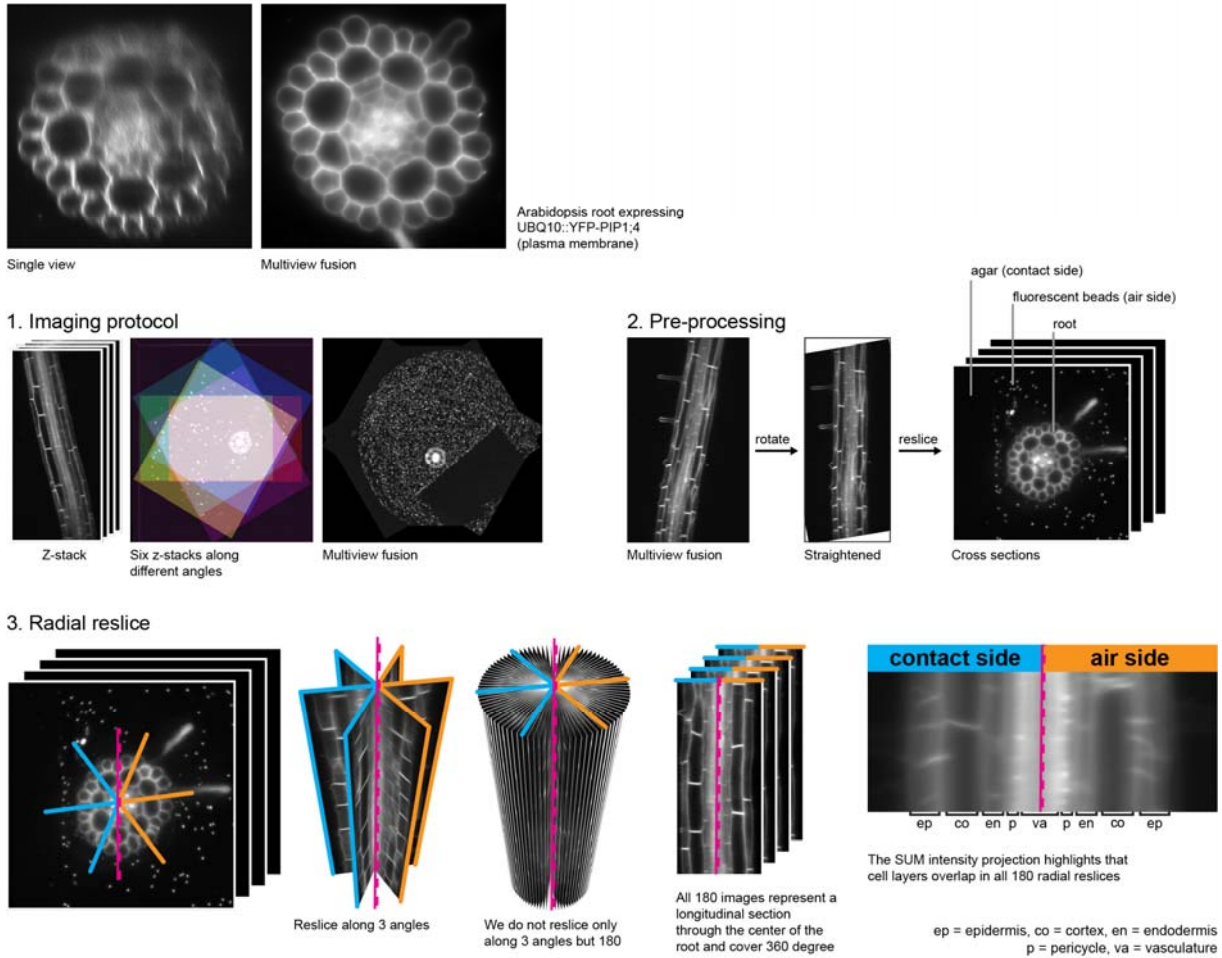 Single view
Multiview fusion
Arabidopsis root expressing
UBQ10::YFP-PIP1;4
(plasma membrane)
1. Imaging protocol
Z-stack
Six z-stacks along
different angles
Multiview fusion
2. Pre-processing
agar (contact side)
fluorescent beads (air side)
root
rotate
reslice
Multiview fusion
Straightened
Cross sections
3. Radial reslice
Reslice along 3 angles
We do not reslice only
along 3 angles but 180
All 180 images represent a
longitudinal section
through the center of the
root and cover 360 degree
contact side
air side
ep co en p va p en co ep
The SUM intensity projection highlights that
cell layers overlap in all 180 radial reslices
ep = epidermis, co = cortex, en = endodermis
p = pericycle, va = vasculature